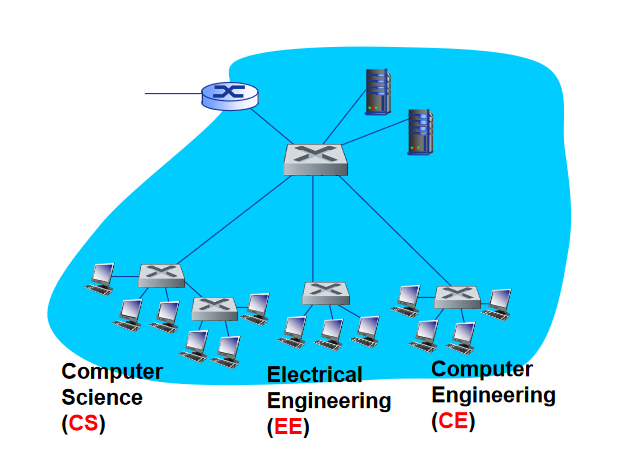 Computer
Science
(CS)
Electrical
Engineering
(EE)
Computer
Engineering
(CE)